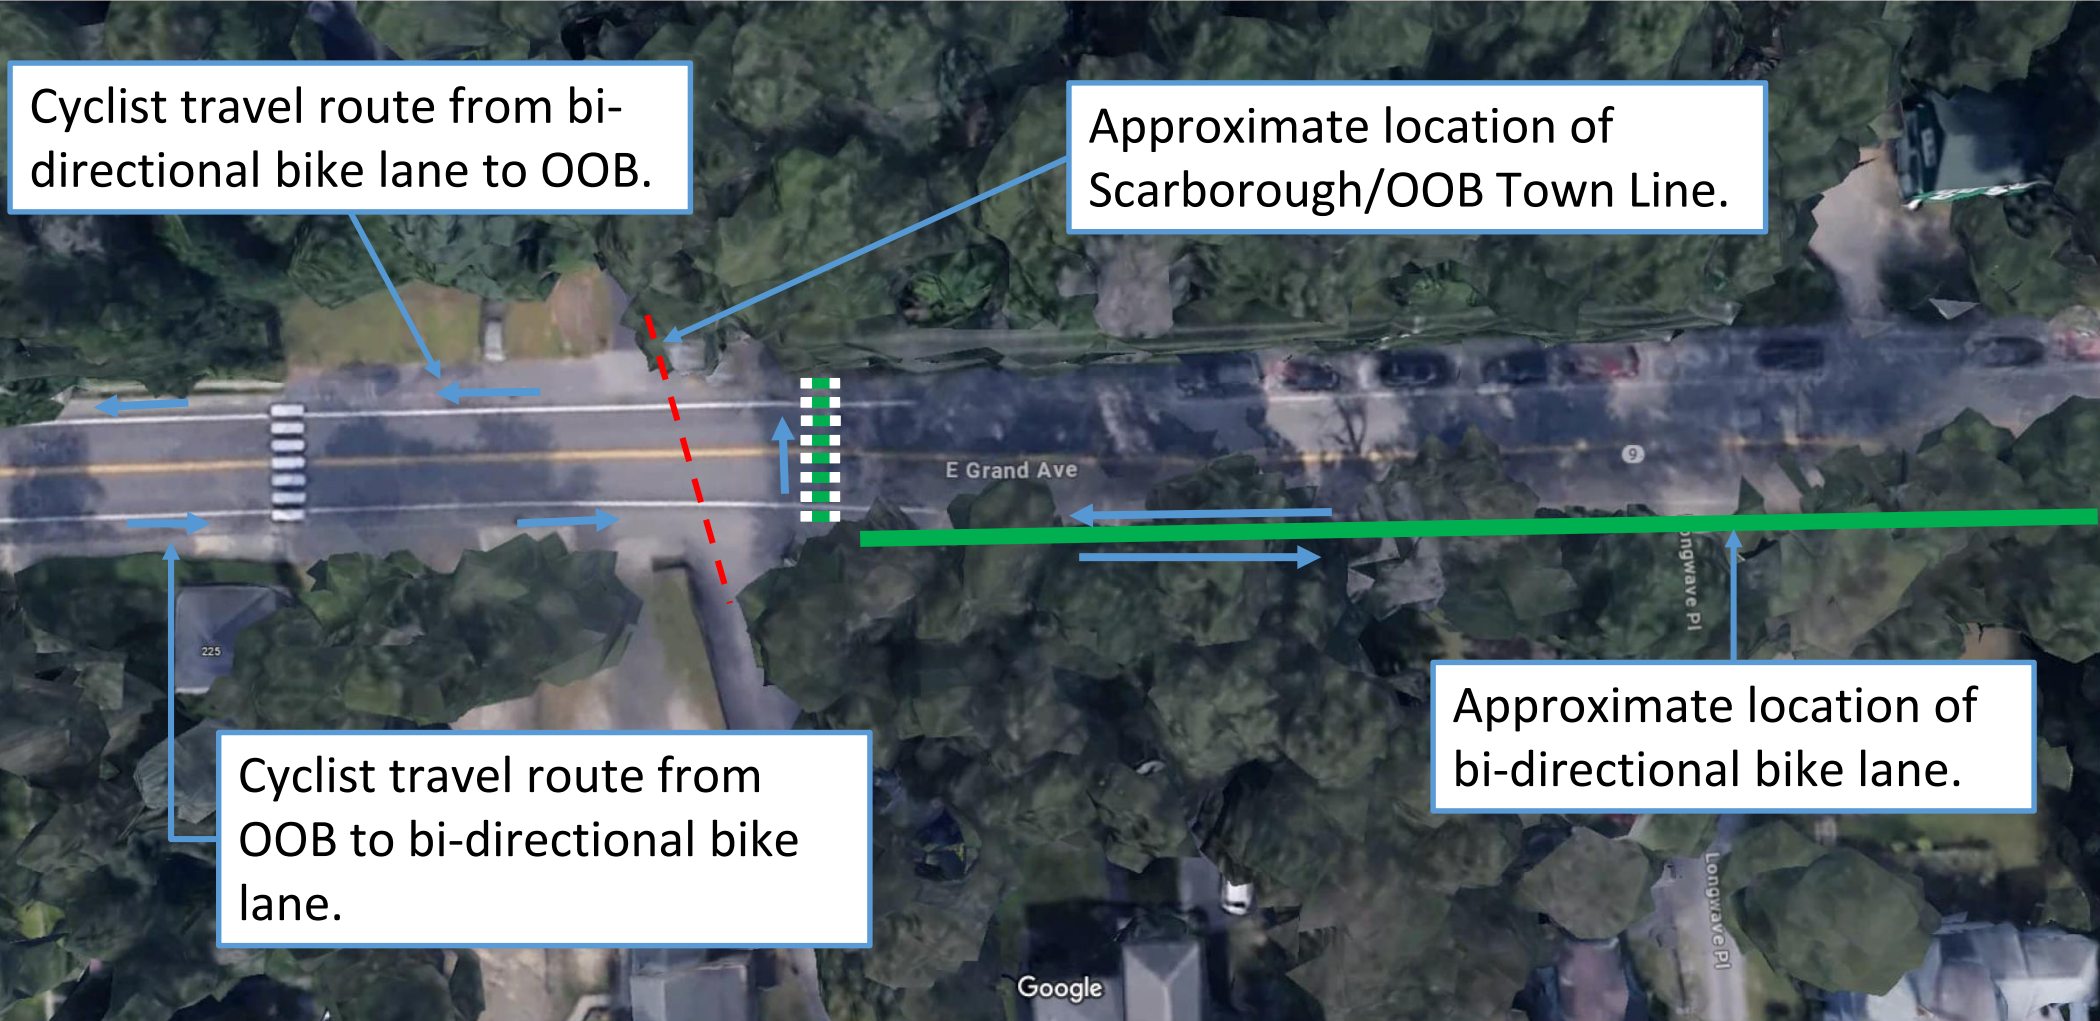 Cyclist travel route from bi-
directional bike lane to OOB.
Approximate location of
Scarborough/OOB Town Line.
E Grand Ave
9
ongwave Pl
225
Approximate location of
bi-directional bike lane.
Cyclist travel route from
OOB to bi-directional bike
lane.
Longwave Pl
Google